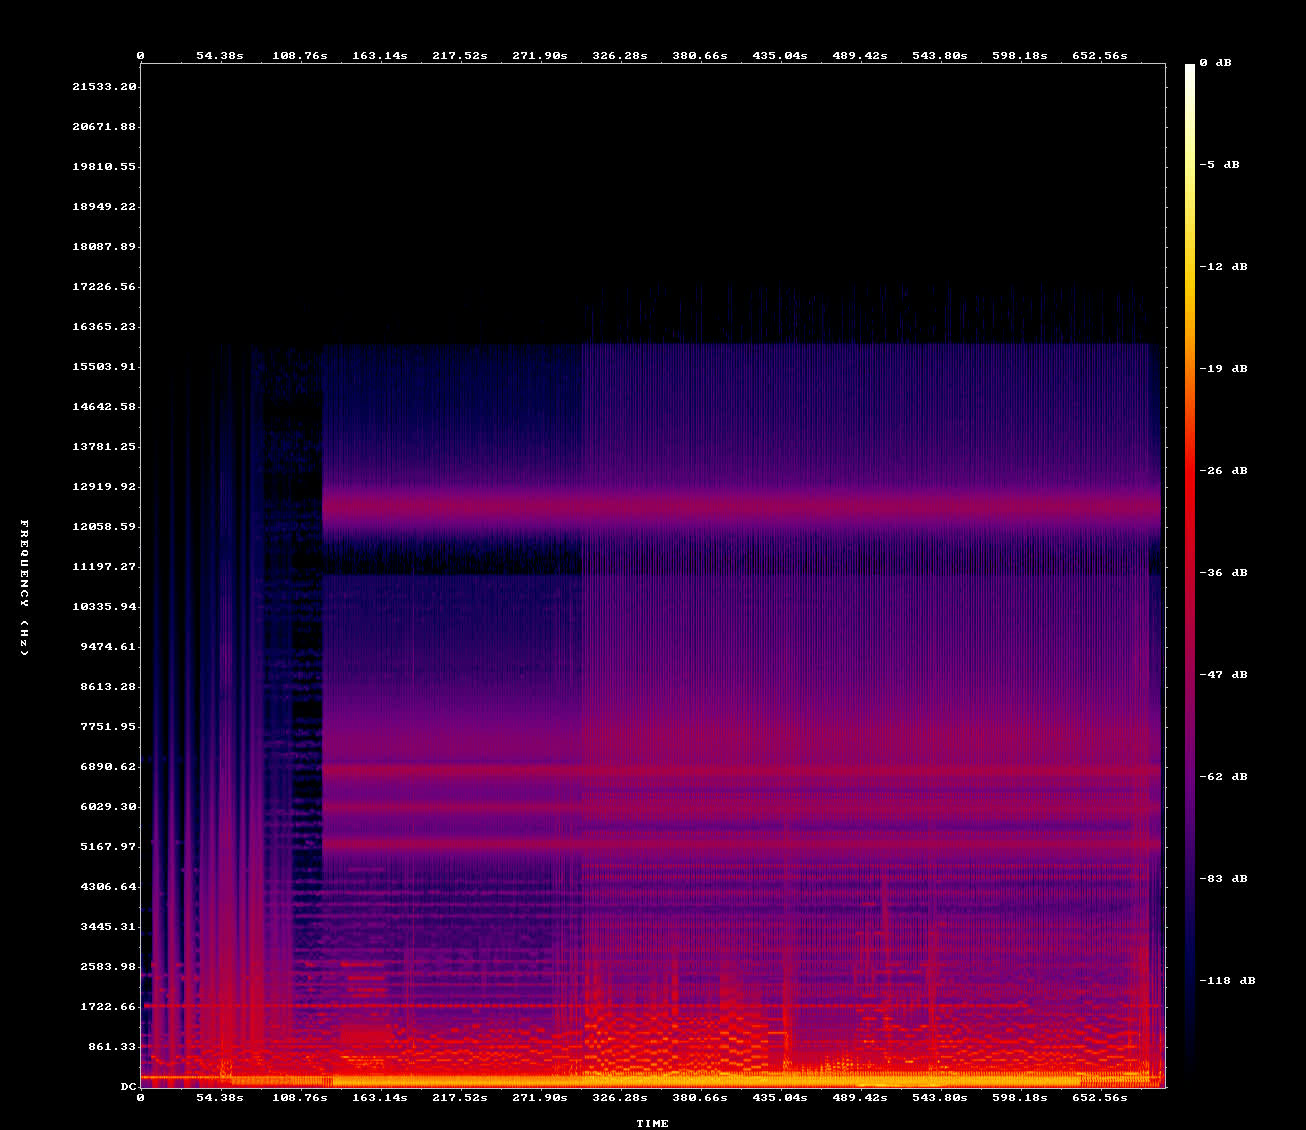 0 54.38s 108.76s 163.14s 217.52s 271.90s 326.28s 380.66s 435.04s 489.42s 543.80s 598.18s 652.56s
0 dB
21533.20
20671.88
-5 dB
19810.55
18949.22
18087.89
-12 dB
17226.56
16365.23
-19 dB
15503.91
14642.58
13781.25
-26 dB
12919.92
12058.59
11197.27
-36 dB
10335.94
9474.61
-47 dB
8613.28
7751.95
6890.62
-62 dB
6029.30
5167.97
4306.64
-83 dB
3445.31
2583.98
-118 dB
1722.66
861.33
DC
FREQUENCY (Hz)
0 54.38s 108.76s 163.14s 217.52s 271.90s 326.28s 380.66s 435.04s 489.42s 543.80s 598.18s 652.56s
TIME